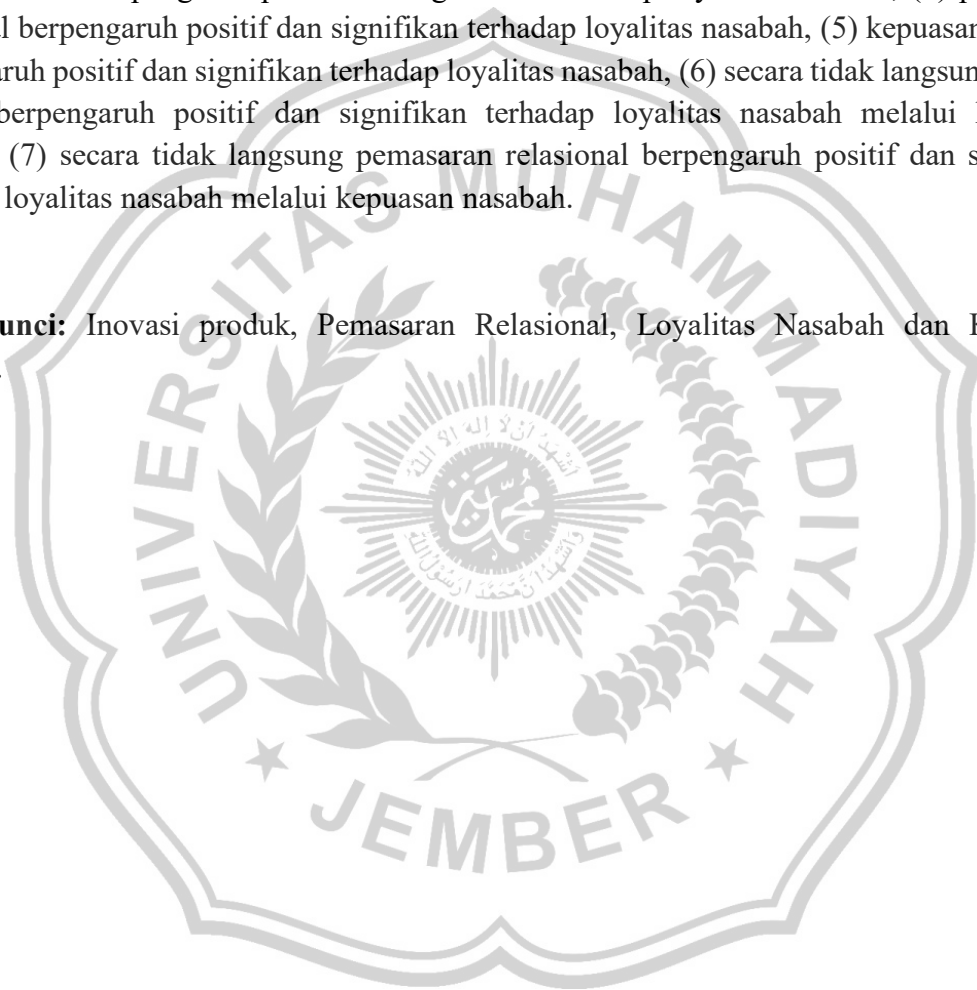 berpengaruh positif dan signifikan terhadap loyalitas nasabah, (5) kepuasan
positif dan signifikan terhadap loyalitas nasabah, (6) secara tidak langsung
berpengaruh positif dan signifikan terhadap loyalitas nasabah melalui
(7) secara tidak langsung pemasaran relasional berpengaruh positif dan
loyalitas nasabah melalui kepuasan nasabah.
unci: Inovasi produk, Pemasaran Relasional, Loyalitas Nasabah dan
UNIVERSITAS MUHAMMADIYAH
JEMBER